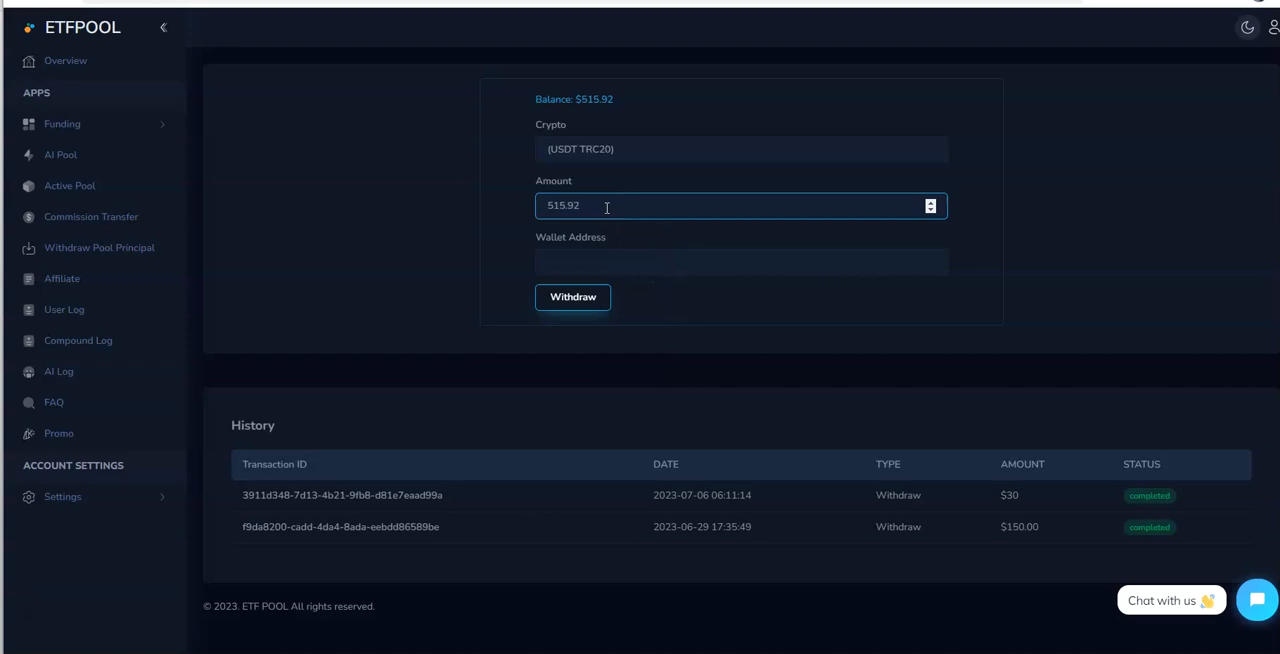 ETFPOOL
Overview
APPS
Funding
AI Pool
Active Pool
Commission Transfer
Withdraw Pool Principal
Affiliate
User Log
Compound Log
AI Log
FAQ
Promo
ACCOUNT SETTINGS
Settings
Balance: $515.92
Crypto
(USDT TRC20)
Amount
515.92
Wallet Address
Withdraw
History
Transaction ID DATE TYPE AMOUNT STATUS
3911d348-7d13-4b21-9fb8-d81e7eaad99a 2023-07-06 06:11:14 Withdraw $30 completed
f9da8200-cadd-4da4-8ada-eebdd86589be 2023-06-29 17:35:49 Withdraw $150.00 completed
© 2023. ETF POOL All rights reserved.
Chat with us 👋